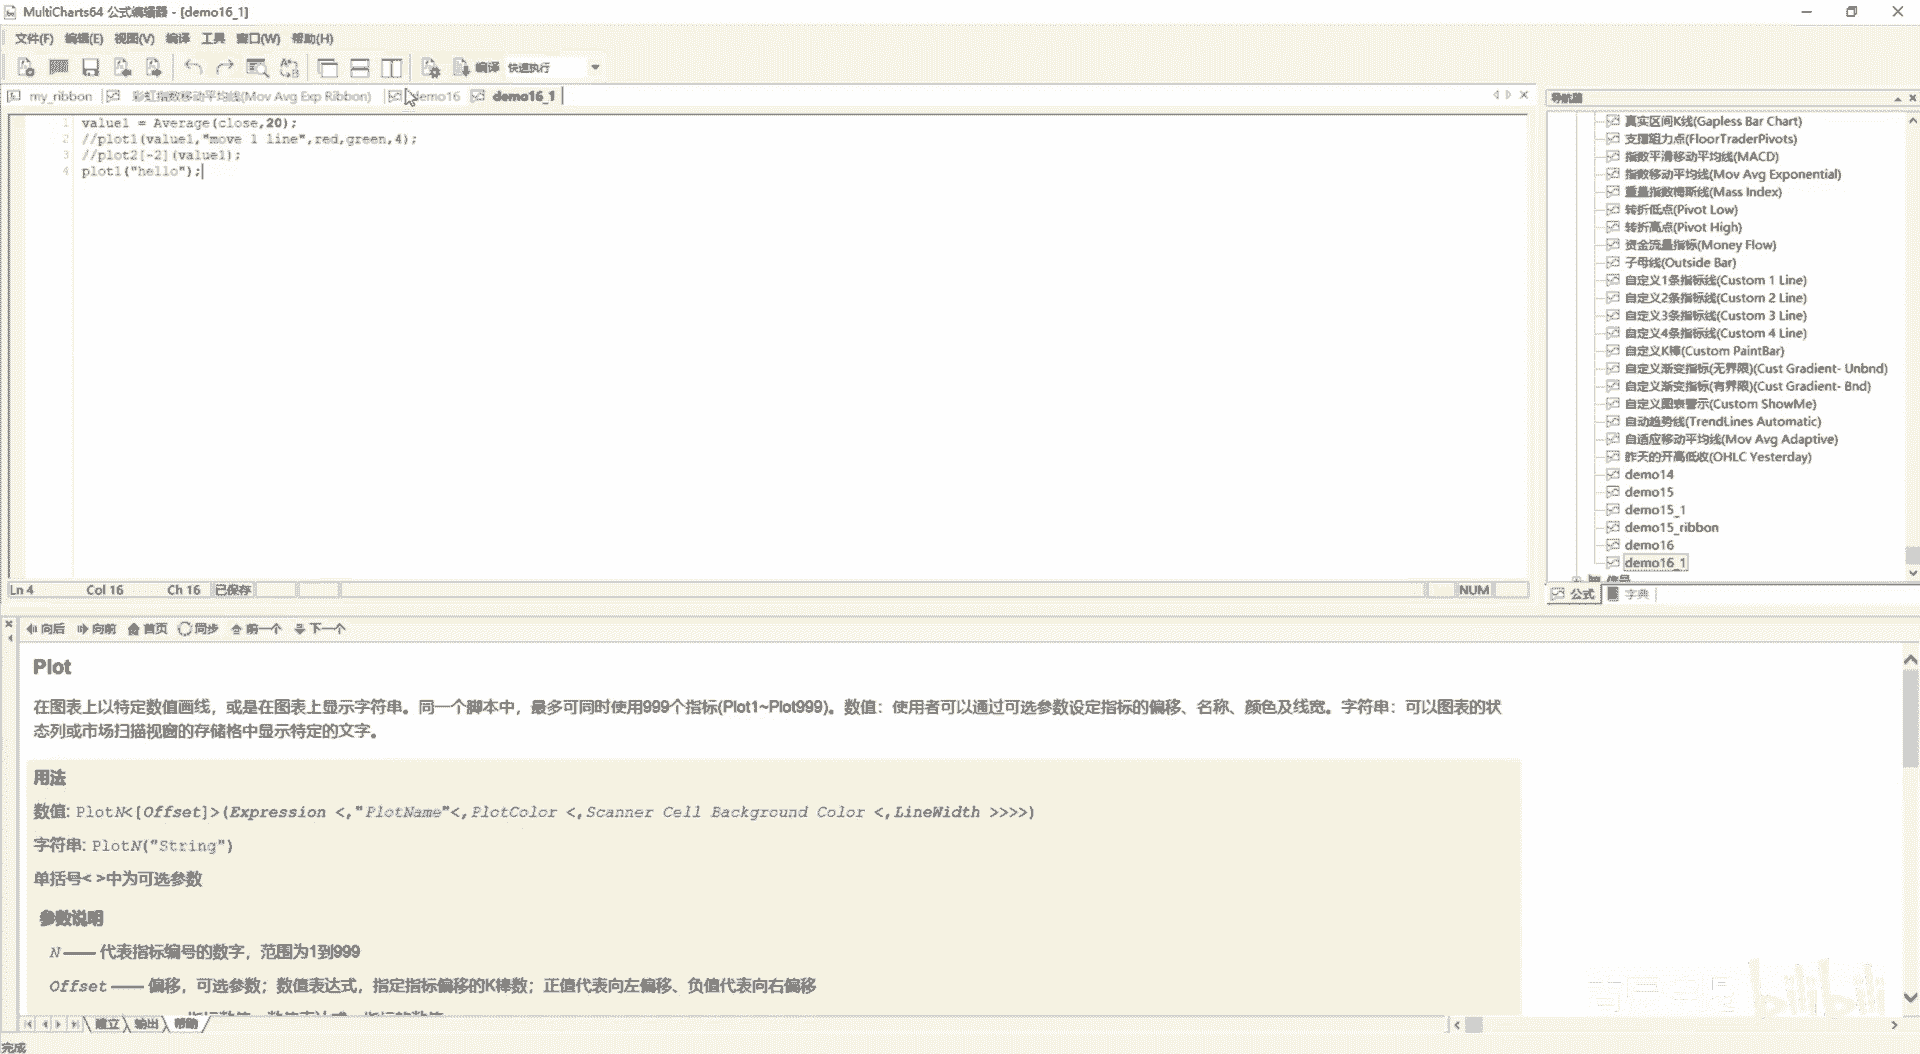 MultiCharts64 公式编辑器 - [demo16_1]
文件(F) 编辑(E) 视图(V) 编译 工具 窗口(W) 帮助(H)
编译 快速执行
my_ribbon 彩虹指数移动平均线(Mov Avg Exp Ribbon) demo16 demo16_1
1 value1 = Average(close,20);
2 //plot1(value1,"move 1 line",red,green,4);
3 //plot2[-2](value1);
4 plot1("hello");
Ln 4 Col 16 Ch 16 已保存 NUM
导航器
真实区间K线(Gapless Bar Chart)
支撑阻力点(FloorTraderPivots)
指数平滑移动平均线(MACD)
指数移动平均线(Mov Avg Exponential)
重量指数梅斯线(Mass Index)
转折低点(Pivot Low)
转折高点(Pivot High)
资金流量指标(Money Flow)
子母线(Outside Bar)
自定义1条指标线(Custom 1 Line)
自定义2条指标线(Custom 2 Line)
自定义3条指标线(Custom 3 Line)
自定义4条指标线(Custom 4 Line)
自定义K棒(Custom PaintBar)
自定义渐变指标(无界限)(Cust Gradient- Unbnd)
自定义渐变指标(有界限)(Cust Gradient- Bnd)
自定义图表警示(Custom ShowMe)
自动趋势线(TrendLines Automatic)
自适应移动平均线(Mov Avg Adaptive)
昨天的开高低收(OHLC Yesterday)
demo14
demo15
demo15_1
demo15_ribbon
demo16
demo16_1
信号
公式 字典
向后 向前 首页 同步 前一个 下一个
Plot
在图表上以特定数值画线，或是在图表上显示字符串。同一个脚本中，最多可同时使用999个指标(Plot1~Plot999)。数值：使用者可以通过可选参数设定指标的偏移、名称、颜色及线宽。字符串：可以图表的状
态列或市场扫描视窗的存储格中显示特定的文字。
用法
数值: PlotN<[Offset]>(Expression <,"PlotName"<,PlotColor <,Scanner Cell Background Color <,LineWidth >>>>)
字符串: PlotN("String")
单括号< >中为可选参数
参数说明
N —— 代表指标编号的数字，范围为1到999
Offset —— 偏移，可选参数；数值表达式，指定指标偏移的K棒数；正值代表向左偏移、负值代表向右偏移
建立 输出 帮助
完成
bilibili